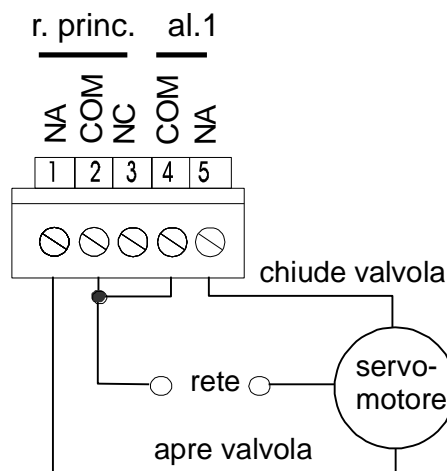 r. princ. al.1
NA COM NC COM NA
1 2 3 4 5
chiude valvola
rete
servo-
motore
apre valvola